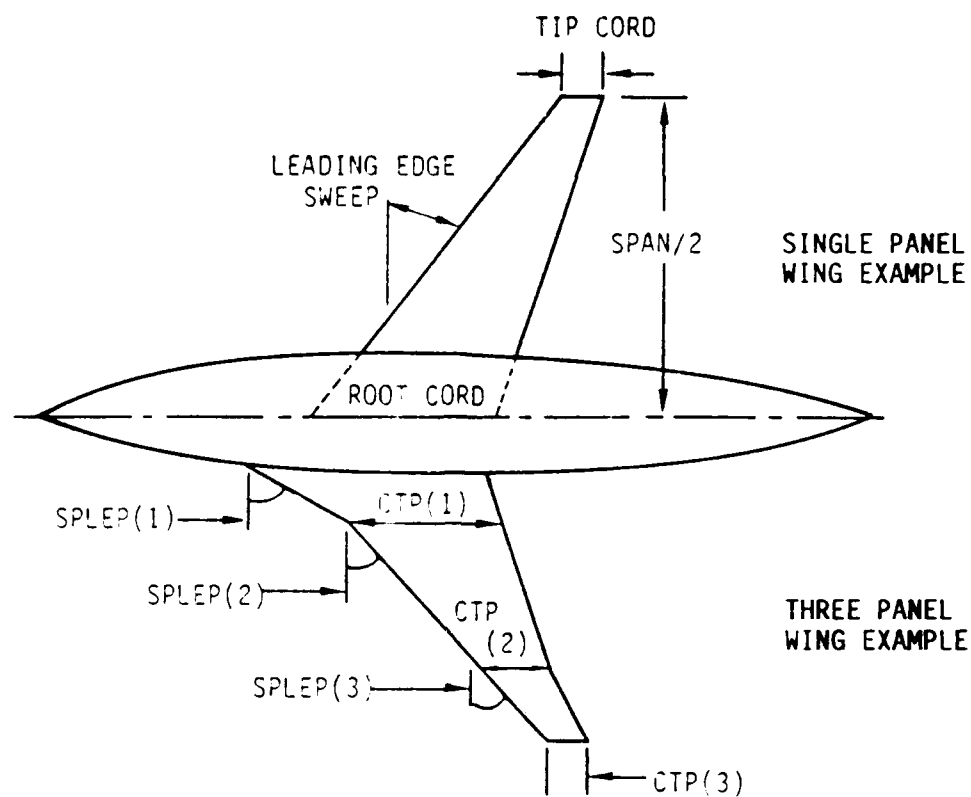 TIP CORD
LEADING EDGE
SWEEP
SPAN/2
SINGLE PANEL
WING EXAMPLE
ROOT CORD
CTP(1)
SPLEP(1)
SPLEP(2)
CTP
(2)
THREE PANEL
WING EXAMPLE
SPLEP(3)
CTP(3)